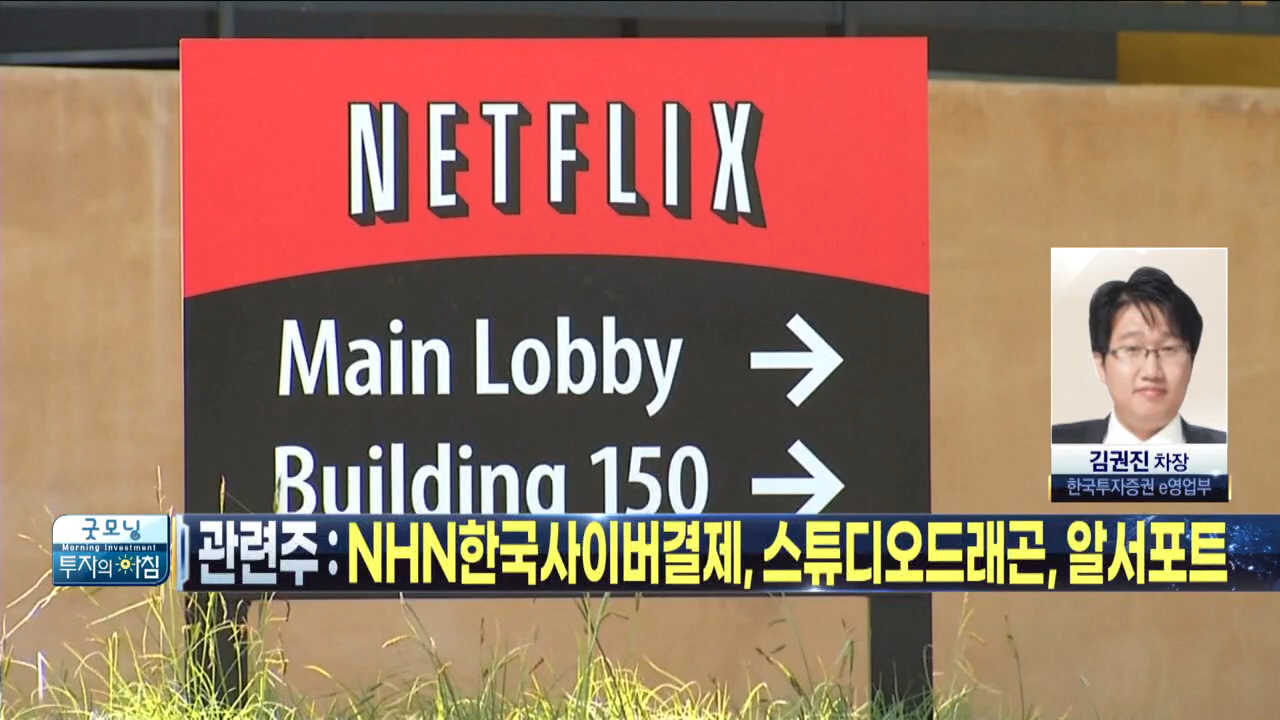 NETFLIX
Main Lobby →
Building 150 →
김권진 차장
한국투자증권 e영업부
굿모닝
Morning Investment
투자의아침
관련주 : NHN한국사이버결제, 스튜디오드래곤, 알서포트